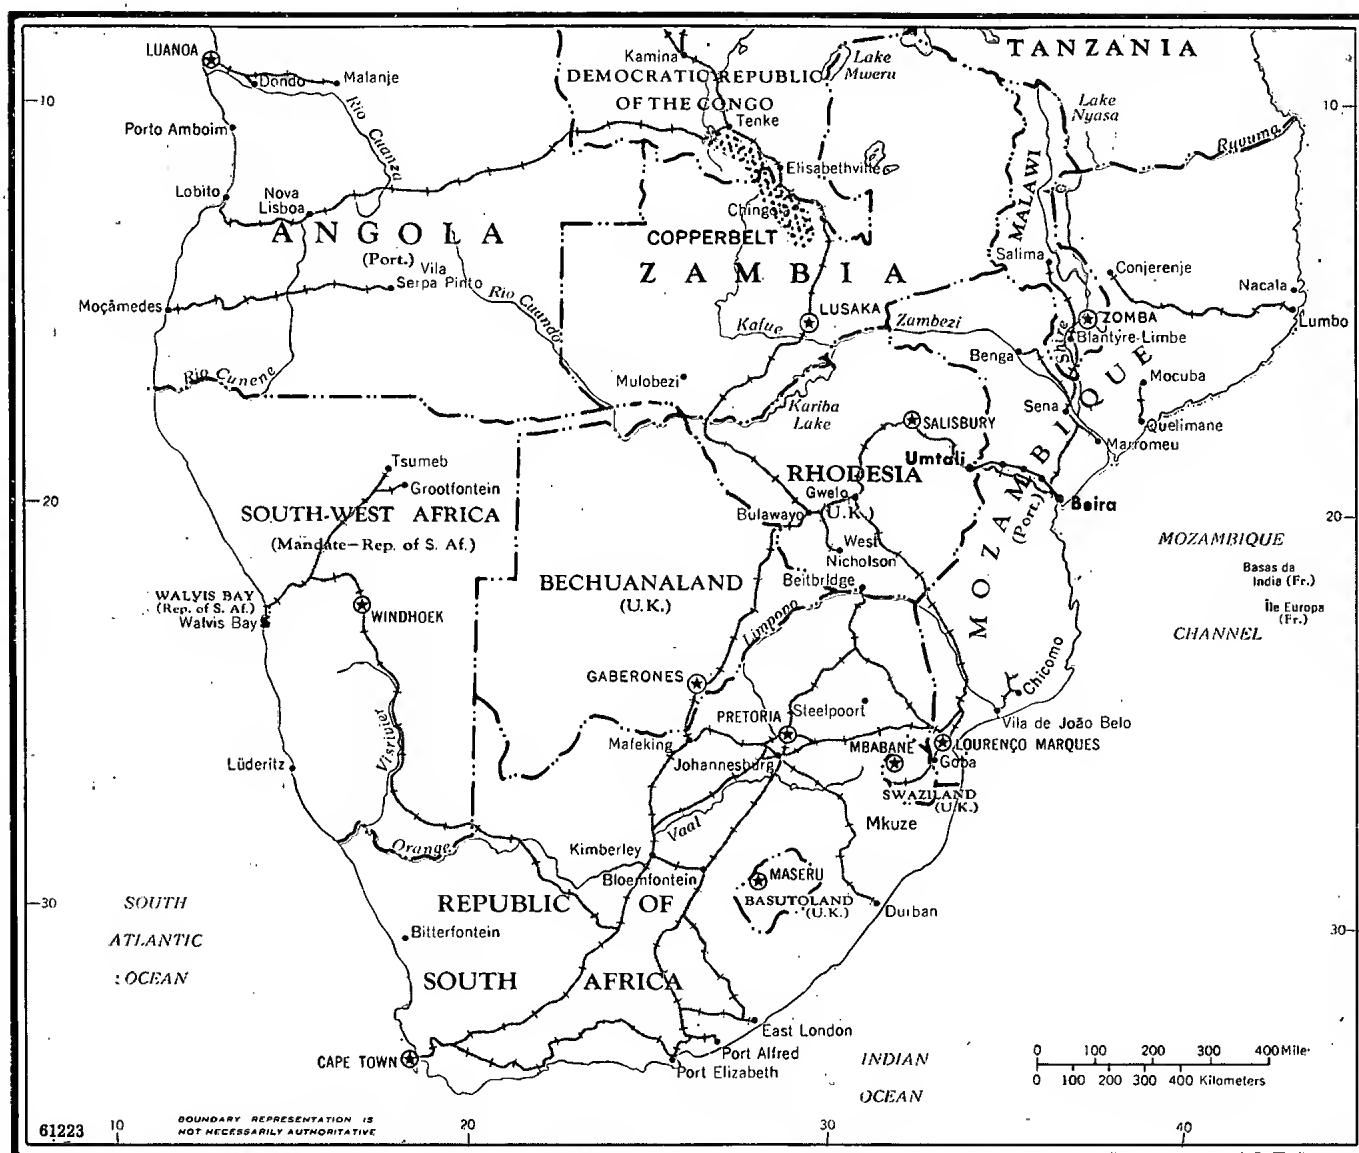 TANZANIA
LUANOA
Kamina
Lake
Mweru
DEMOCRATIC REPUBLIC
OF THE CONGO
Dondo
Malanje
10
10
Rio Cuanza
Lake
Nyasa
Porto Amboim
Tenke
Ruvuma
Elisabethville
MALAWI
Lobito
Nova
Lisboa
Chingola
ANGOLA
(Port.)
COPPERBELT
ZAMBIA
Salima
Conjerenje
Vila
Serpa Pinto
Nacala
Moçâmedes
Rio Cuando
LUSAKA
Kafue
Zambezi
ZOMBA
Lumbo
Blantyre-Limbe
Shire
Benga
Rio Cunene
Mulobezi
Mocuba
Kariba
Lake
Sena
SALISBURY
Quelimane
Marromeu
Umtali
Tsumeb
RHODESIA
(U.K.)
Grootfontein
Gwelo
Beira
20
20
SOUTH-WEST AFRICA
(Mandate-Rep. of S. Af.)
Bulawayo
MOZAMBIQUE
(Port.)
West
Nicholson
MOZAMBIQUE
CHANNEL
BECHUANALAND
(U.K.)
Beitbridge
Basas da
India (Fr.)
Île Europa
(Fr.)
WALVIS BAY
(Rep. of S. Af.)
Walvis Bay
WINDHOEK
Limpopo
Chicomo
GABERONES
PRETORIA
Steelpoort
Vila de João Belo
Visrivier
Mafeking
MBABANE
LOURENÇO MARQUES
Lüderitz
Johannesburg
Goba
SWAZILAND
(U.K.)
Mkuze
Vaal
Orange
Kimberley
Bloemfontein
MASERU
BASUTOLAND
(U.K.)
30
SOUTH
ATLANTIC
OCEAN
REPUBLIC OF
SOUTH AFRICA
Durban
30
Bitterfontein
East London
CAPE TOWN
Port Alfred
Port Elizabeth
INDIAN
OCEAN
0 100 200 300 400 Mile
0 100 200 300 400 Kilometers
61223
10
BOUNDARY REPRESENTATION IS
NOT NECESSARILY AUTHORITATIVE
20
30
40